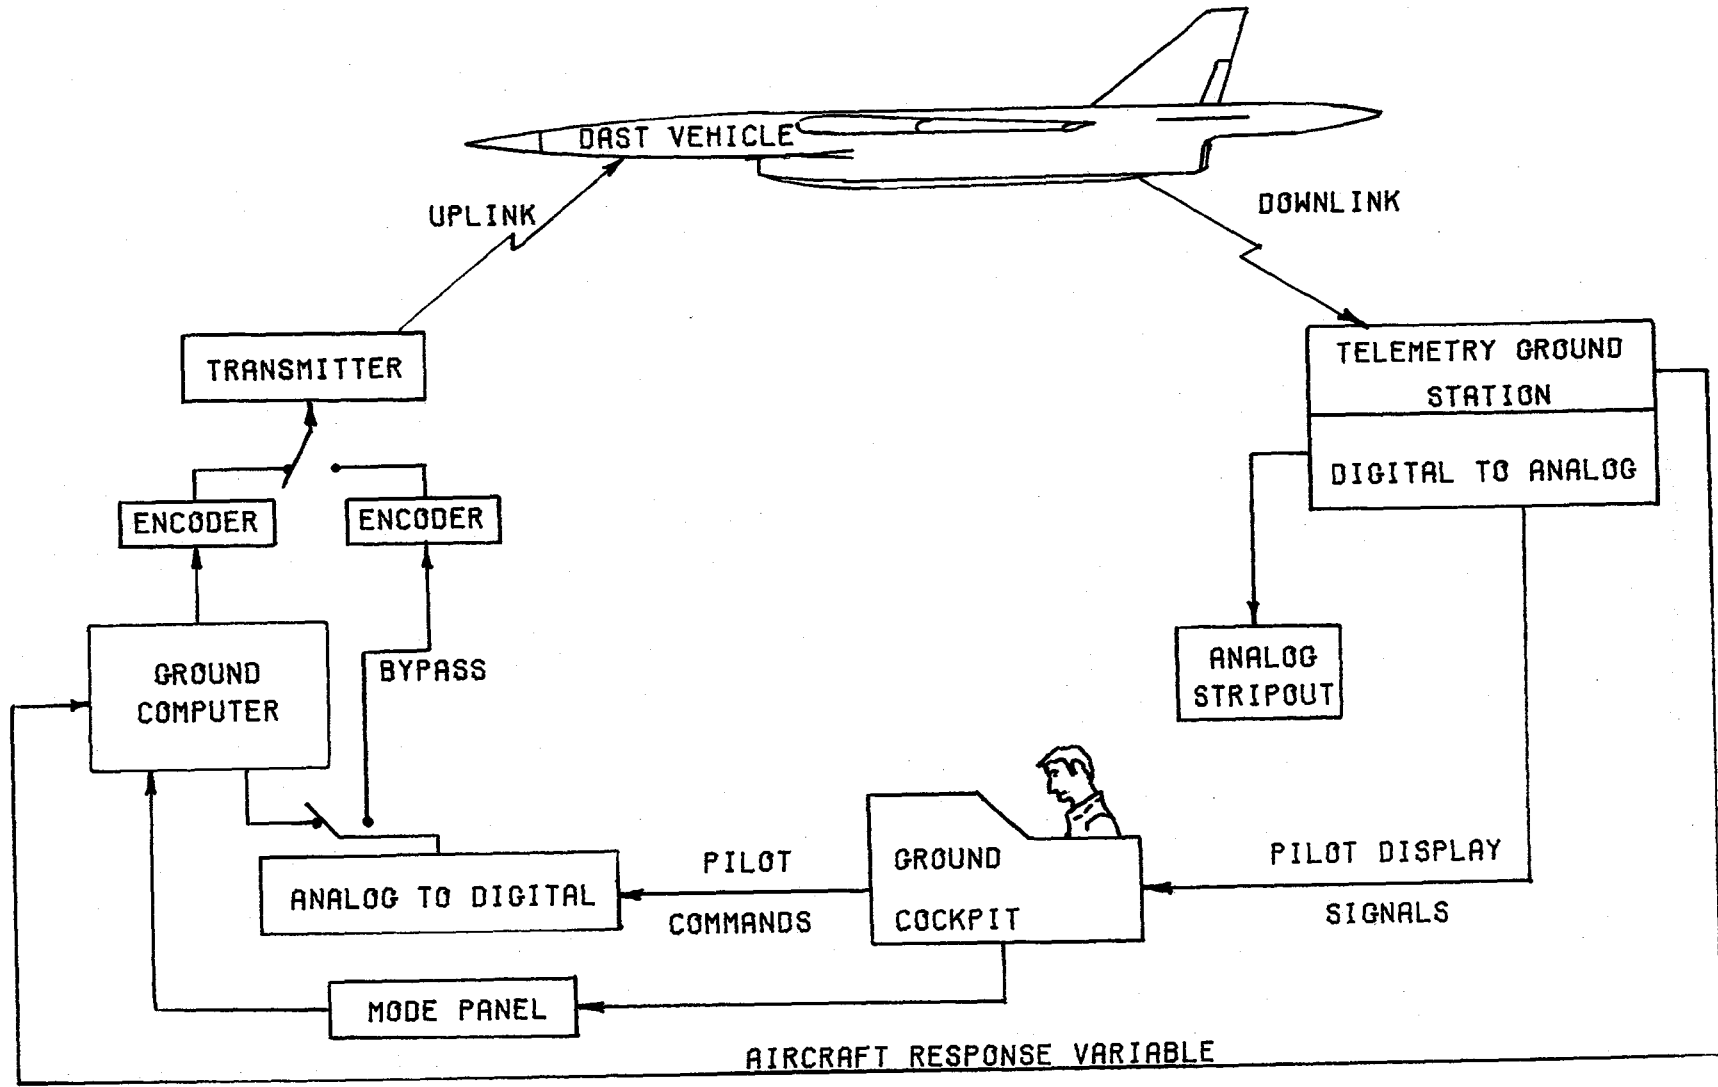 DAST VEHICLE
UPLINK
DOWNLINK
TRANSMITTER
TELEMETRY GROUND
STATION
DIGITAL TO ANALOG
ENCODER
ENCODER
GROUND
COMPUTER
BYPASS
ANALOG
STRIPOUT
ANALOG TO DIGITAL
PILOT
COMMANDS
GROUND
COCKPIT
PILOT DISPLAY
SIGNALS
MODE PANEL
AIRCRAFT RESPONSE VARIABLE